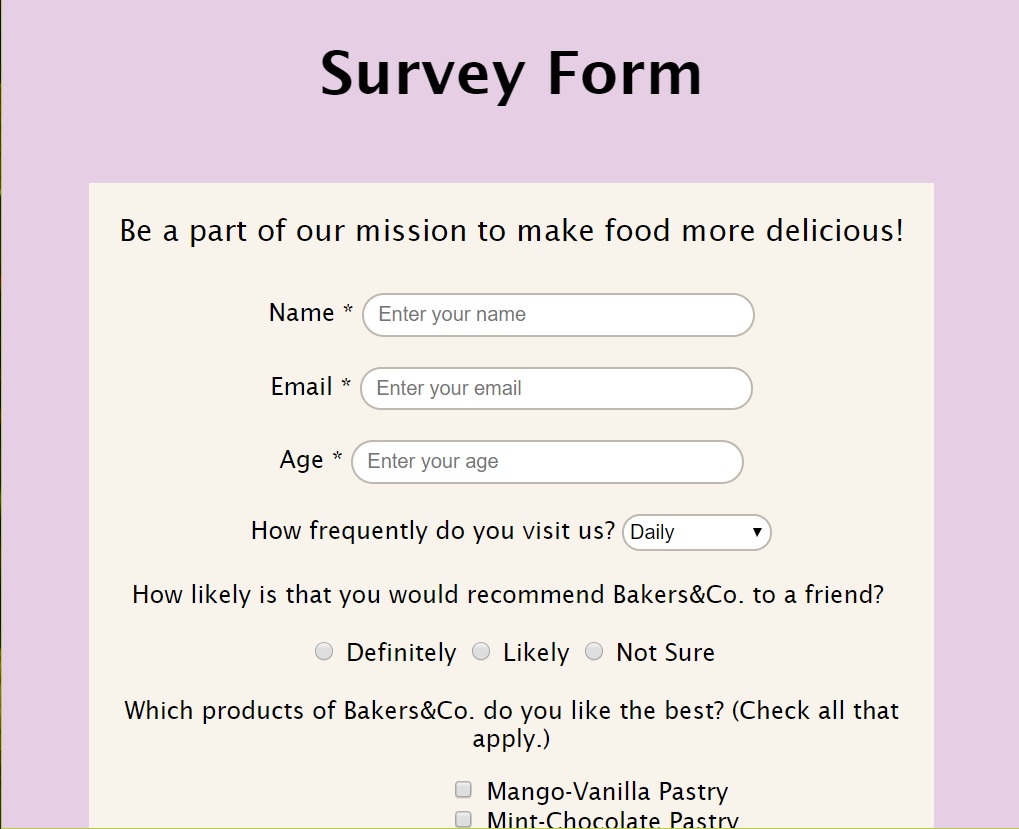 Survey Form
Be a part of our mission to make food more delicious!
Name * Enter your name
Email * Enter your email
Age * Enter your age
How frequently do you visit us? Daily
How likely is that you would recommend Bakers&Co. to a friend?
Definitely Likely Not Sure
Which products of Bakers&Co. do you like the best? (Check all that
apply.)
Mango-Vanilla Pastry
Mint-Chocolate Pastry